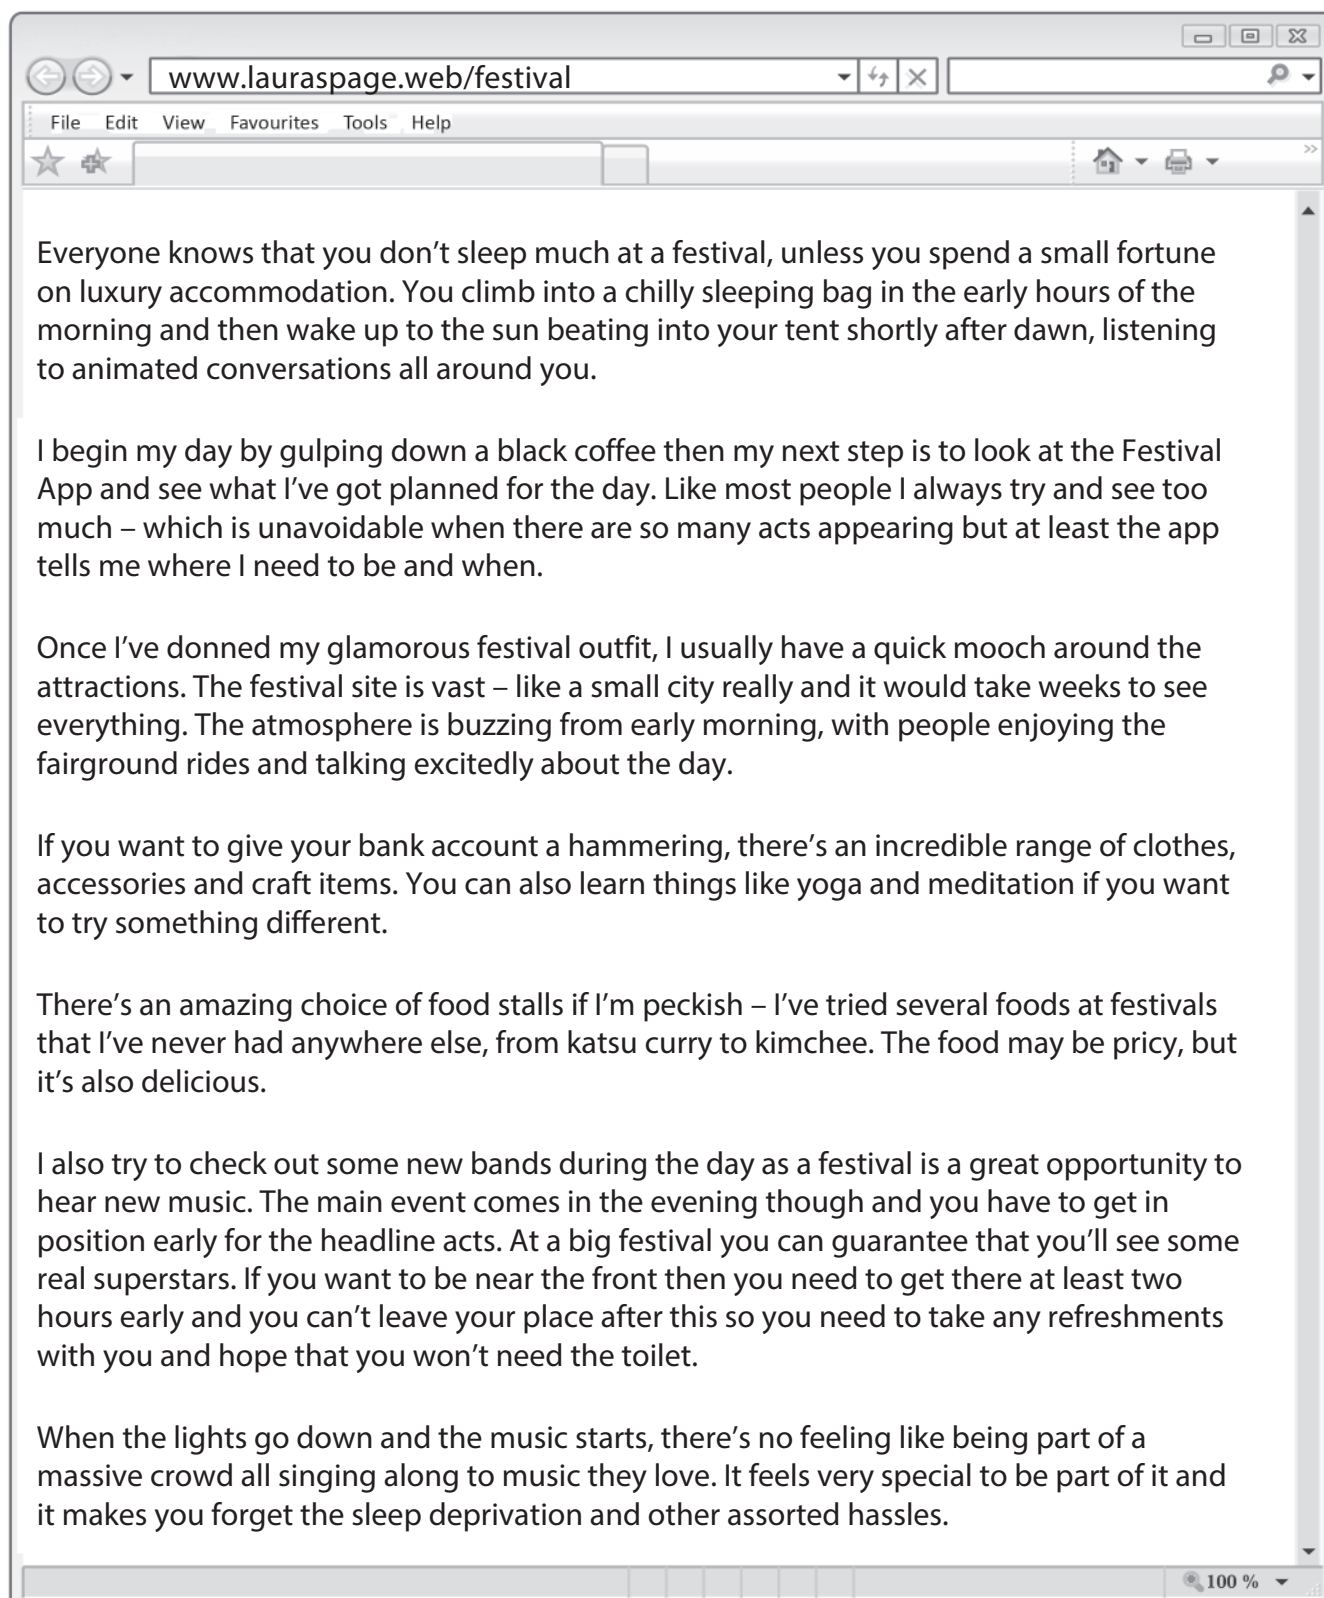 www.lauraspage.web/festival
File Edit View Favourites Tools Help
Everyone knows that you don't sleep much at a festival, unless you spend a small fortune
on luxury accommodation. You climb into a chilly sleeping bag in the early hours of the
morning and then wake up to the sun beating into your tent shortly after dawn, listening
to animated conversations all around you.
I begin my day by gulping down a black coffee then my next step is to look at the Festival
App and see what I've got planned for the day. Like most people I always try and see too
much – which is unavoidable when there are so many acts appearing but at least the app
tells me where I need to be and when.
Once I've donned my glamorous festival outfit, I usually have a quick mooch around the
attractions. The festival site is vast – like a small city really and it would take weeks to see
everything. The atmosphere is buzzing from early morning, with people enjoying the
fairground rides and talking excitedly about the day.
If you want to give your bank account a hammering, there's an incredible range of clothes,
accessories and craft items. You can also learn things like yoga and meditation if you want
to try something different.
There's an amazing choice of food stalls if I'm peckish – I've tried several foods at festivals
that I've never had anywhere else, from katsu curry to kimchee. The food may be pricy, but
it's also delicious.
I also try to check out some new bands during the day as a festival is a great opportunity to
hear new music. The main event comes in the evening though and you have to get in
position early for the headline acts. At a big festival you can guarantee that you'll see some
real superstars. If you want to be near the front then you need to get there at least two
hours early and you can't leave your place after this so you need to take any refreshments
with you and hope that you won't need the toilet.
When the lights go down and the music starts, there's no feeling like being part of a
massive crowd all singing along to music they love. It feels very special to be part of it and
it makes you forget the sleep deprivation and other assorted hassles.
100 %